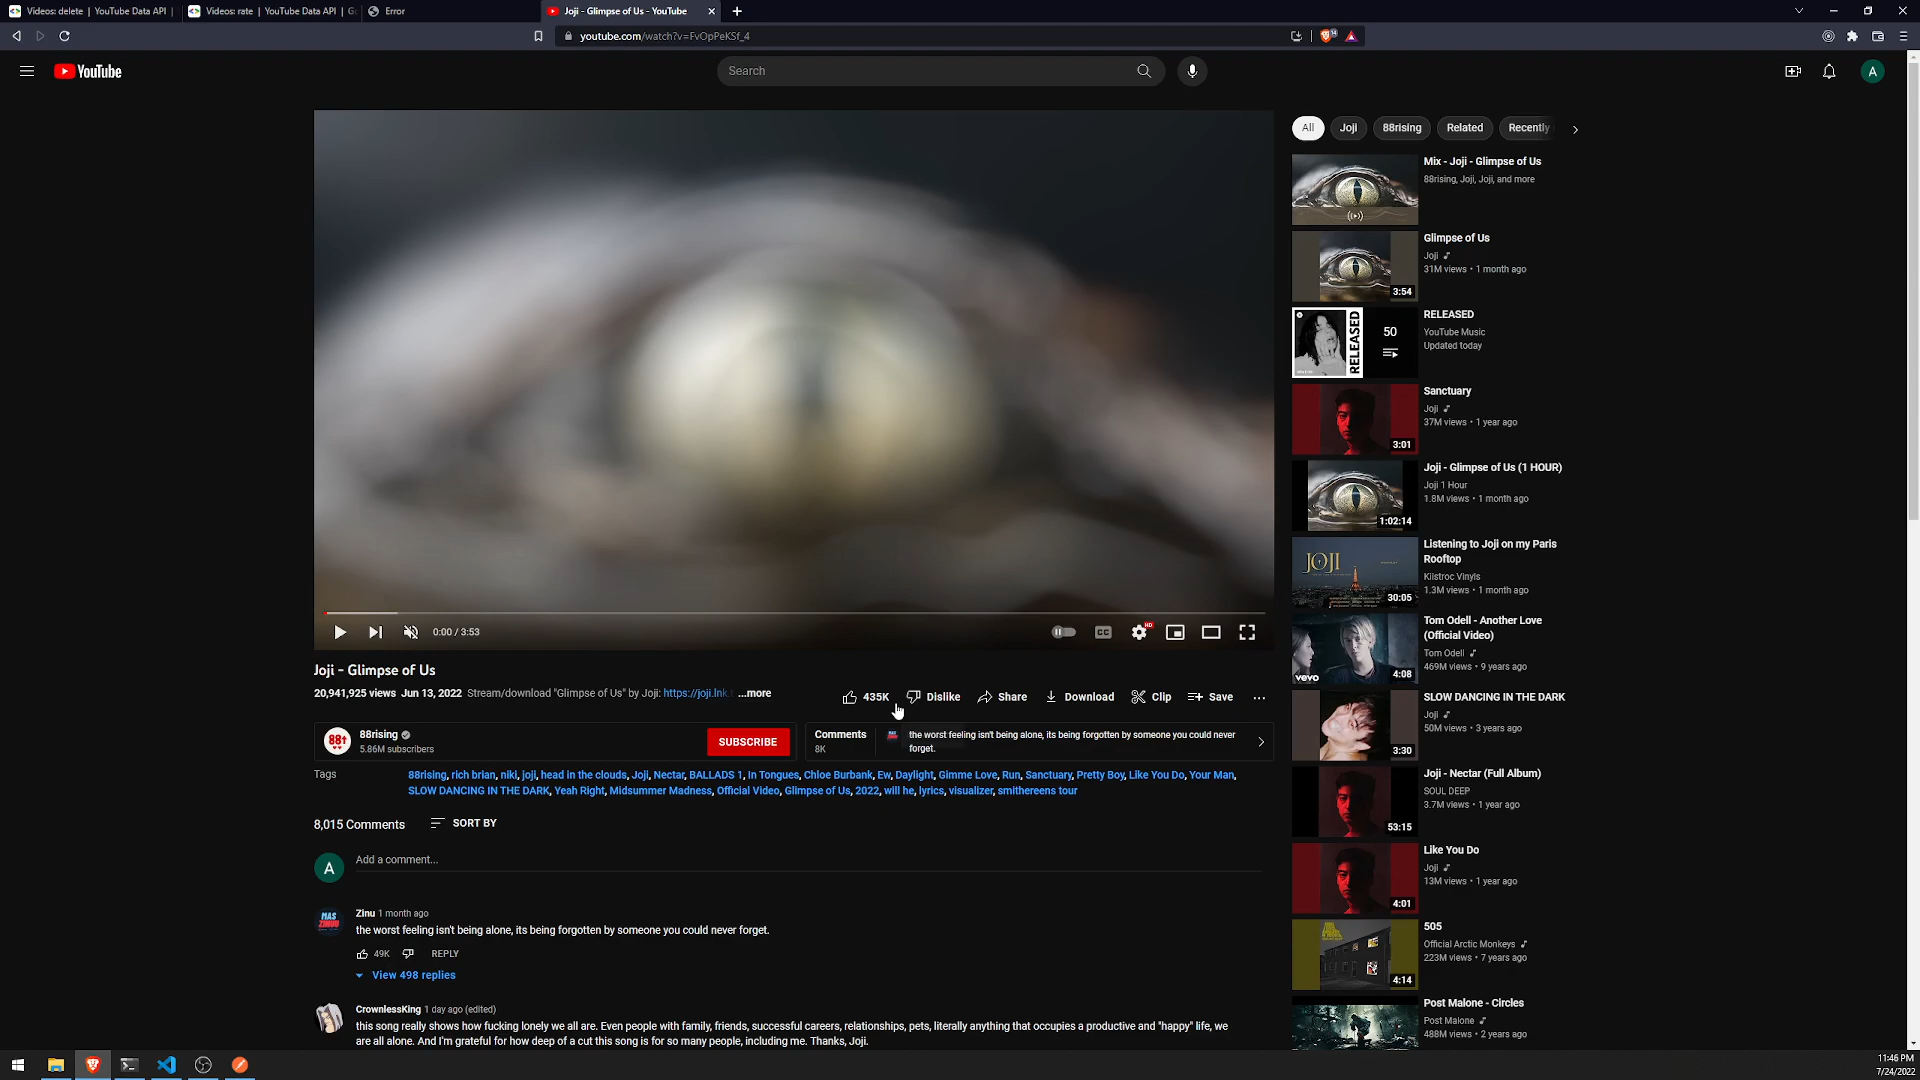 Videos: delete | YouTube Data API |
Videos: rate | YouTube Data API | Go
Error
Joji - Glimpse of Us - YouTube
youtube.com/watch?v=FvOpPeKSf_4
14
YouTube
Search
A
All
Joji
88rising
Related
Recently
Mix - Joji - Glimpse of Us
88rising, Joji, Joji, and more
Glimpse of Us
Joji
31M views • 1 month ago
3:54
RELEASED
50
RELEASED
YouTube Music
Updated today
Sanctuary
Joji
37M views • 1 year ago
3:01
Joji - Glimpse of Us (1 HOUR)
Joji 1 Hour
1.8M views • 1 month ago
1:02:14
JOJI
Listening to Joji on my Paris
Rooftop
Kiistroc Vinyls
1.3M views • 1 month ago
30:05
vevo
Tom Odell - Another Love
(Official Video)
Tom Odell
469M views • 9 years ago
4:08
SLOW DANCING IN THE DARK
Joji
50M views • 3 years ago
3:30
Joji - Nectar (Full Album)
SOUL DEEP
3.7M views • 1 year ago
53:15
Like You Do
Joji
13M views • 1 year ago
4:01
505
Official Arctic Monkeys
223M views • 7 years ago
4:14
Post Malone - Circles
Post Malone
488M views • 2 years ago
0:00 / 3:53
CC
HD
Joji - Glimpse of Us
20,941,925 views Jun 13, 2022 Stream/download "Glimpse of Us" by Joji: https://joji.lnk.t ...more
435K
Dislike
Share
Download
Clip
Save
88rising
5.86M subscribers
SUBSCRIBE
Comments
8K
the worst feeling isn't being alone, its being forgotten by someone you could never
forget.
Tags
88rising, rich brian, niki, joji, head in the clouds, Joji, Nectar, BALLADS 1, In Tongues, Chloe Burbank, Ew, Daylight, Gimme Love, Run, Sanctuary, Pretty Boy, Like You Do, Your Man,
SLOW DANCING IN THE DARK, Yeah Right, Midsummer Madness, Official Video, Glimpse of Us, 2022, will he, lyrics, visualizer, smithereens tour
8,015 Comments
SORT BY
A
Add a comment...
MAS
ZINUU
Zinu 1 month ago
the worst feeling isn't being alone, its being forgotten by someone you could never forget.
49K
REPLY
View 498 replies
CrownlessKing 1 day ago (edited)
this song really shows how fucking lonely we all are. Even people with family, friends, successful careers, relationships, pets, literally anything that occupies a productive and "happy" life, we
are all alone. And I'm grateful for how deep of a cut this song is for so many people, including me. Thanks, Joji.
11:46 PM
7/24/2022